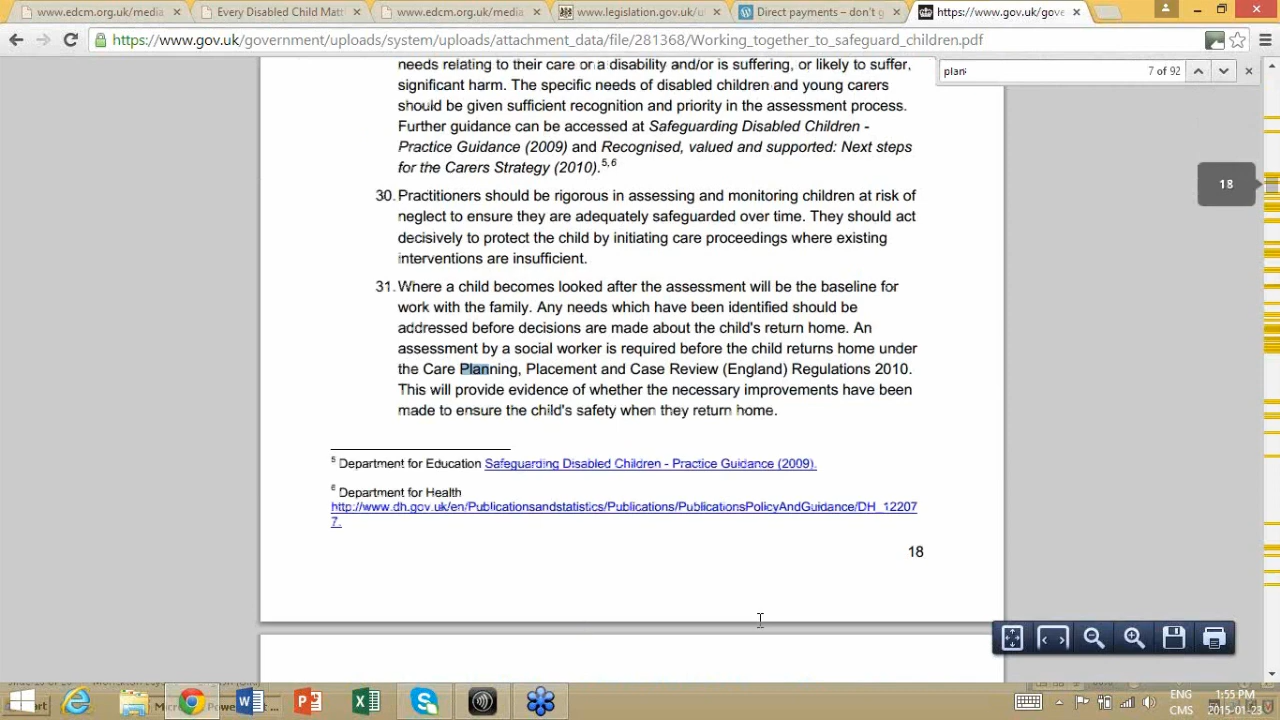 www.edcm.org.uk/media
Every Disabled Child Matt
www.edcm.org.uk/media
www.legislation.gov.uk/u
Direct payments – don't g
https://www.gov.uk/gove
https://www.gov.uk/government/uploads/system/uploads/attachment_data/file/281368/Working_together_to_safeguard_children.pdf
plan
7 of 92
needs relating to their care or a disability and/or is suffering, or likely to suffer,
significant harm. The specific needs of disabled children and young carers
should be given sufficient recognition and priority in the assessment process.
Further guidance can be accessed at Safeguarding Disabled Children -
Practice Guidance (2009) and Recognised, valued and supported: Next steps
for the Carers Strategy (2010).5,6
18
30. Practitioners should be rigorous in assessing and monitoring children at risk of
neglect to ensure they are adequately safeguarded over time. They should act
decisively to protect the child by initiating care proceedings where existing
interventions are insufficient.
31. Where a child becomes looked after the assessment will be the baseline for
work with the family. Any needs which have been identified should be
addressed before decisions are made about the child's return home. An
assessment by a social worker is required before the child returns home under
the Care Planning, Placement and Case Review (England) Regulations 2010.
This will provide evidence of whether the necessary improvements have been
made to ensure the child's safety when they return home.
5 Department for Education Safeguarding Disabled Children - Practice Guidance (2009).
6 Department for Health
http://www.dh.gov.uk/en/Publicationsandstatistics/Publications/PublicationsPolicyAndGuidance/DH_12207
7.
18
ENG
CMS
1:55 PM
2015-01-23